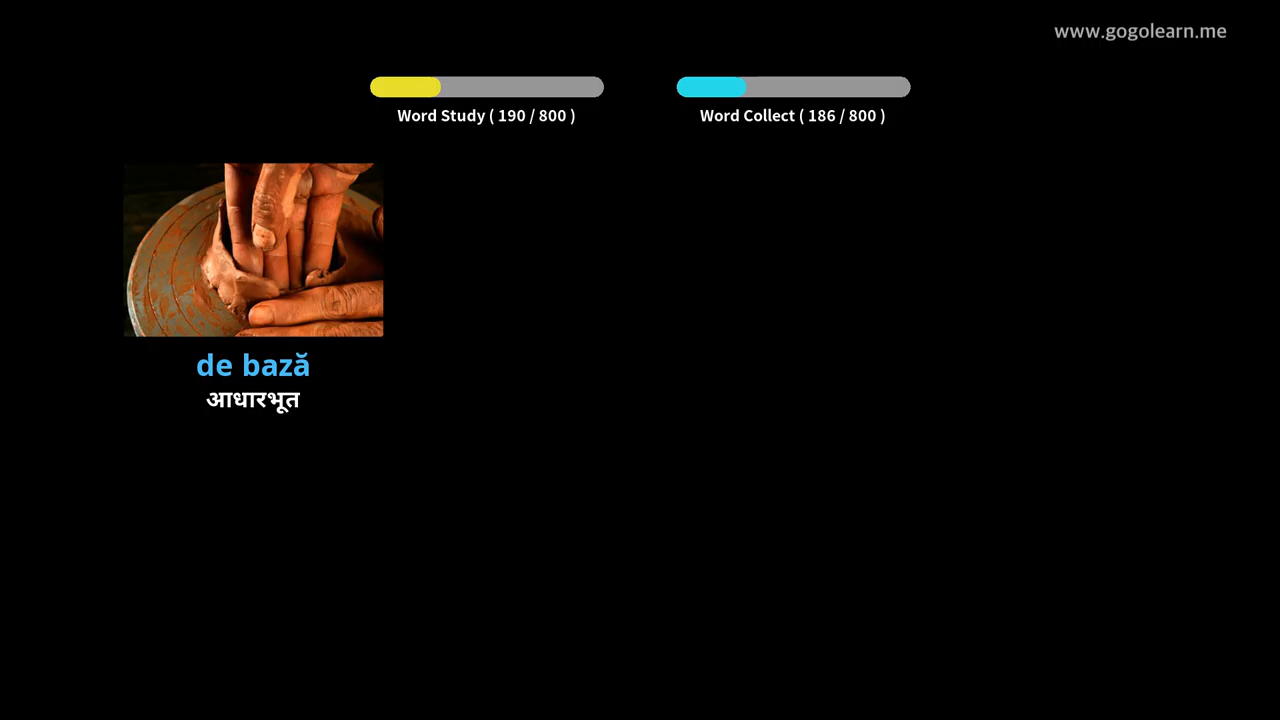 www.gogolearn.me
Word Study ( 190 / 800 )
Word Collect ( 186 / 800 )
de bază
आधारभूत